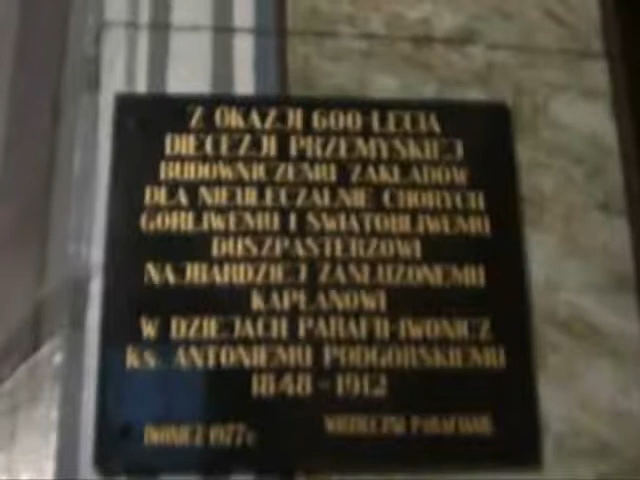 Z OKAZJI 600 LECIA
DIECEZJI PRZEMYSKIEJ
BUDOWNICZEMU ZAKŁADÓW
DLA NIEULECZALNIE CHORYCH
GORLIWEMU I ŚWIĄTOBLIWEMU
DUSZPASTERZOWI
NAJBARDZIEJ ZASŁUŻONEMU
KAPŁANOWI
W DZIEJACH PARAFII-IWONICZ
KS. ANTONIEMU PODGÓRSKIEMU
1848-1912
WDZIĘCZNI PARAFIANIE
IWONICZ 1977 r.